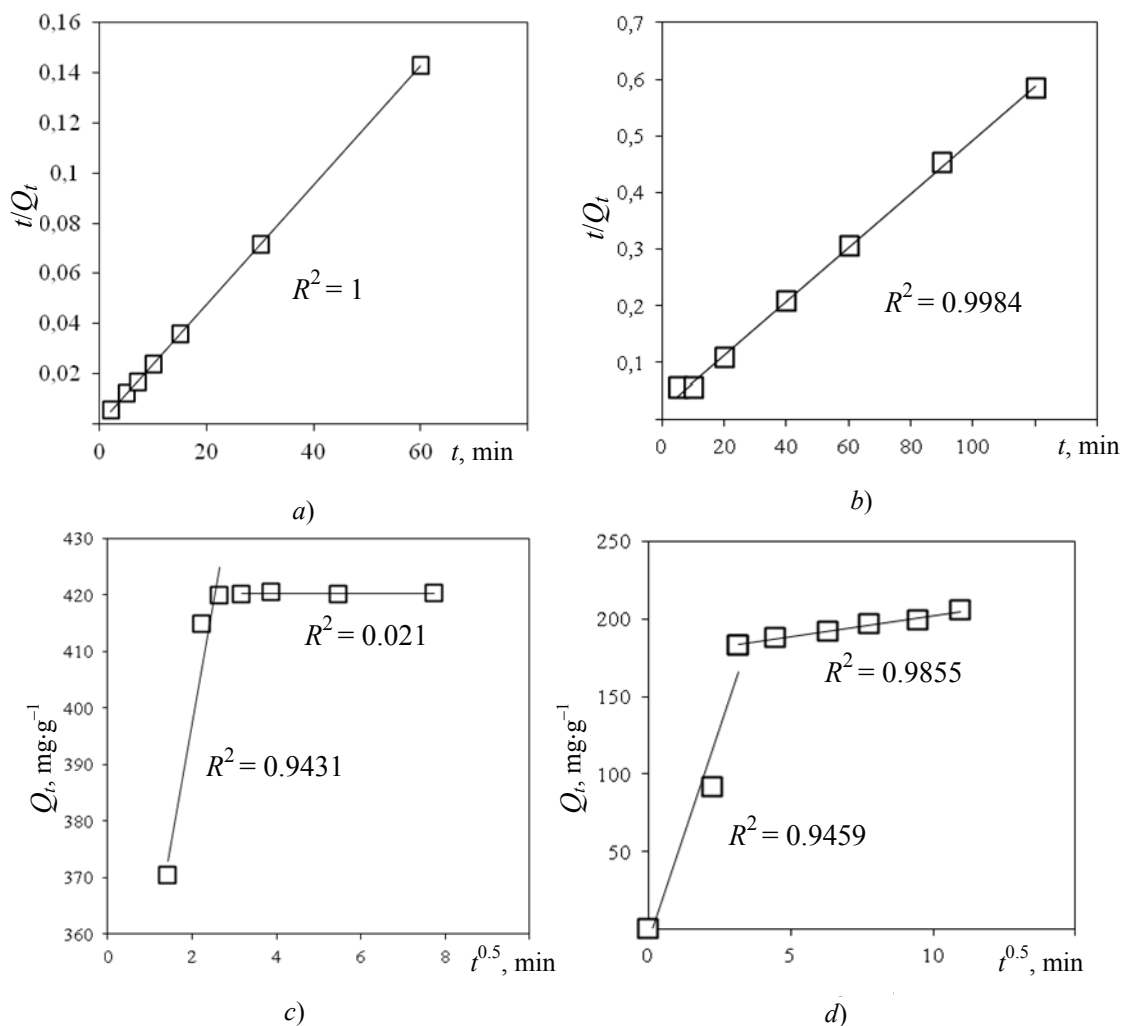 0,16
0,14
0,12
0,1
0,08
0,06
0,04
0,02
t/Qt
R² = 1
0 20 40 60 t, min
a)
0,7
0,6
0,5
0,4
0,3
0,2
0,1
t/Qt
R² = 0.9984
0 20 40 60 80 100 t, min
b)
430
420
410
400
390
380
370
360
Qt, mg·g⁻¹
R² = 0.021
R² = 0.9431
0 2 4 6 8 t⁰·⁵, min
c)
250
200
150
100
50
Qt, mg·g⁻¹
R² = 0.9855
R² = 0.9459
0 5 10 t⁰·⁵, min
d)